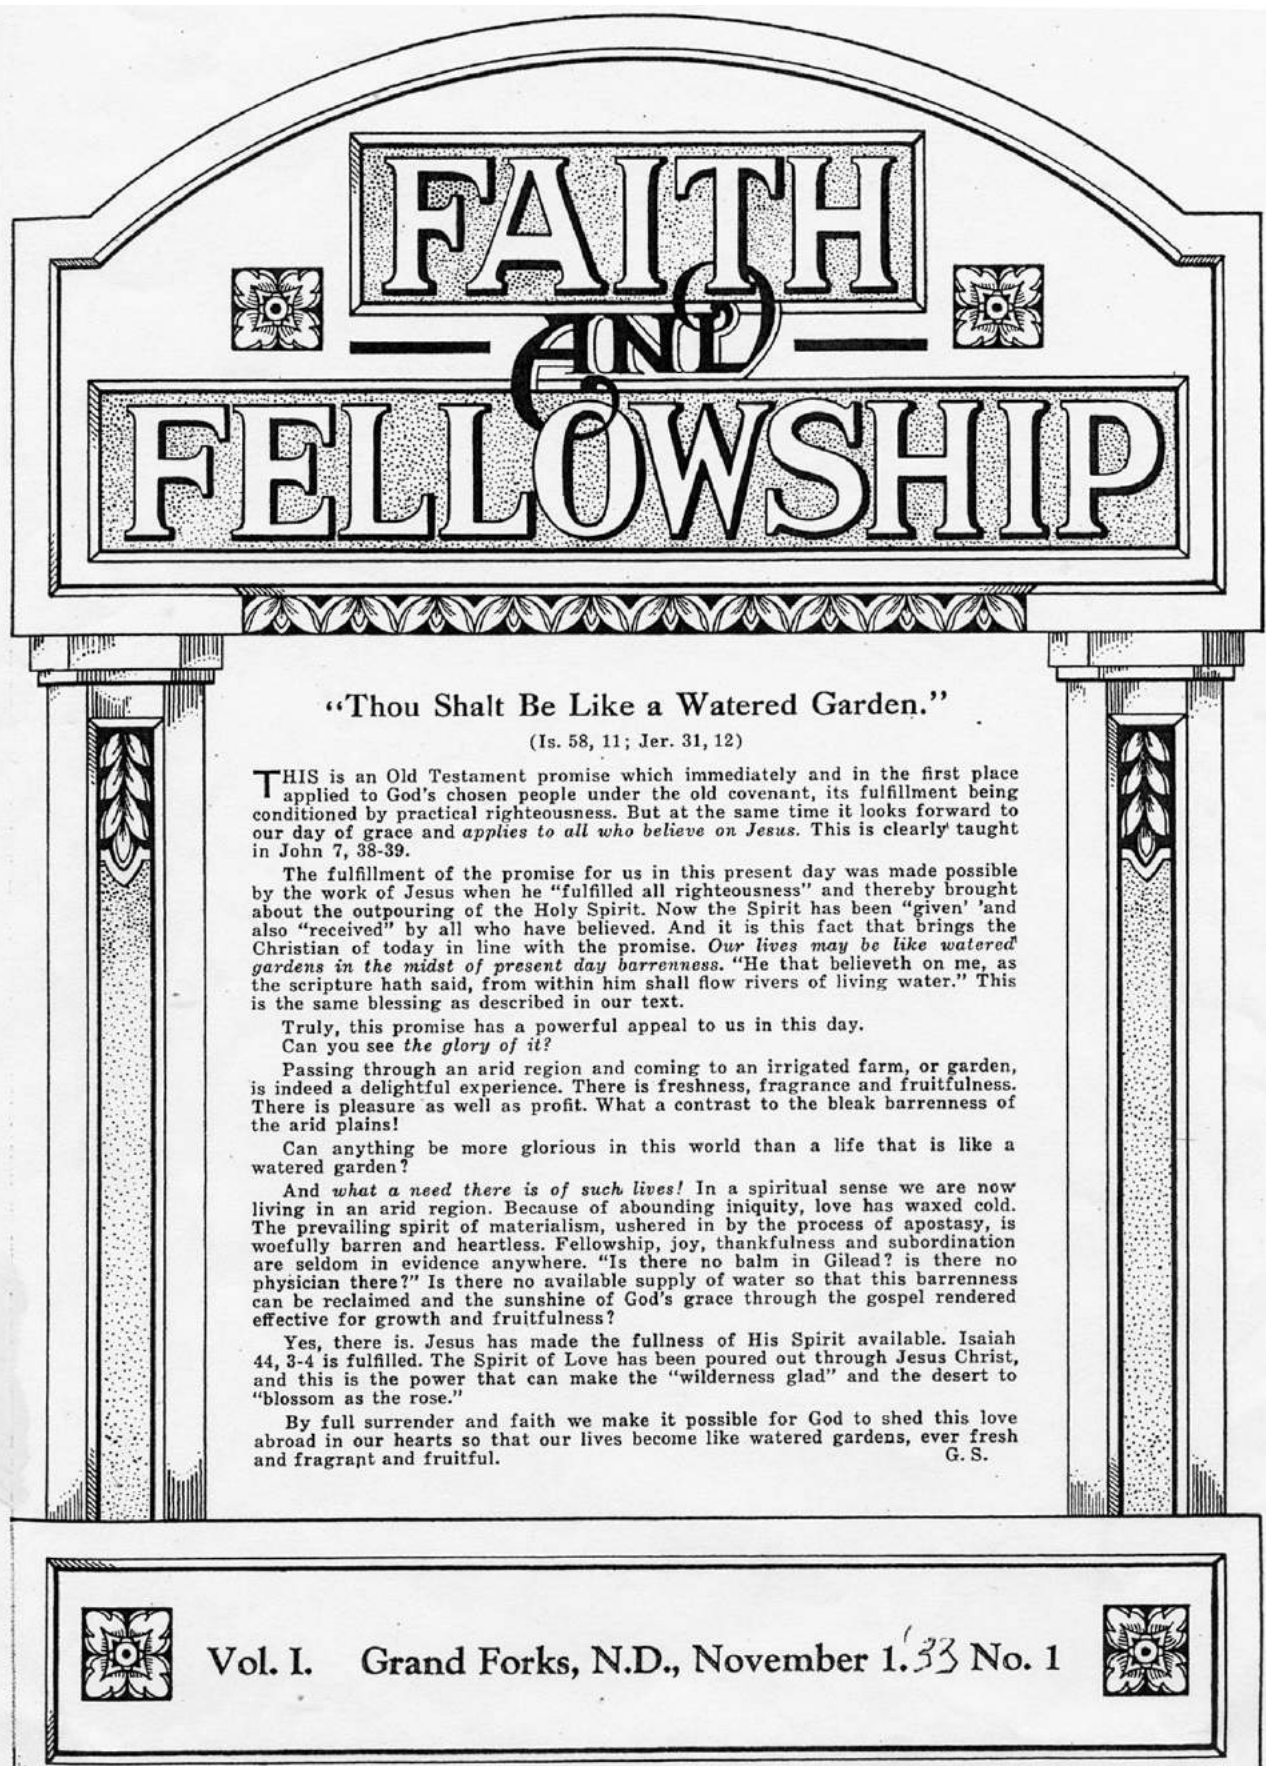 FAITH
AND
FELLOWSHIP
“Thou Shalt Be Like a Watered Garden.”
(Is. 58, 11; Jer. 31, 12)
THIS is an Old Testament promise which immediately and in the first place
applied to God's chosen people under the old covenant, its fulfillment being
conditioned by practical righteousness. But at the same time it looks forward to
our day of grace and applies to all who believe on Jesus. This is clearly taught
in John 7, 38-39.
The fulfillment of the promise for us in this present day was made possible
by the work of Jesus when he “fulfilled all righteousness” and thereby brought
about the outpouring of the Holy Spirit. Now the Spirit has been “given' 'and
also “received” by all who have believed. And it is this fact that brings the
Christian of today in line with the promise. Our lives may be like watered
gardens in the midst of present day barrenness. “He that believeth on me, as
the scripture hath said, from within him shall flow rivers of living water.” This
is the same blessing as described in our text.
Truly, this promise has a powerful appeal to us in this day.
Can you see the glory of it?
Passing through an arid region and coming to an irrigated farm, or garden,
is indeed a delightful experience. There is freshness, fragrance and fruitfulness.
There is pleasure as well as profit. What a contrast to the bleak barrenness of
the arid plains!
Can anything be more glorious in this world than a life that is like a
watered garden?
And what a need there is of such lives! In a spiritual sense we are now
living in an arid region. Because of abounding iniquity, love has waxed cold.
The prevailing spirit of materialism, ushered in by the process of apostasy, is
woefully barren and heartless. Fellowship, joy, thankfulness and subordination
are seldom in evidence anywhere. “Is there no balm in Gilead? is there no
physician there?” Is there no available supply of water so that this barrenness
can be reclaimed and the sunshine of God's grace through the gospel rendered
effective for growth and fruitfulness?
Yes, there is. Jesus has made the fullness of His Spirit available. Isaiah
44, 3-4 is fulfilled. The Spirit of Love has been poured out through Jesus Christ,
and this is the power that can make the “wilderness glad” and the desert to
“blossom as the rose.”
By full surrender and faith we make it possible for God to shed this love
abroad in our hearts so that our lives become like watered gardens, ever fresh
and fragrant and fruitful. G. S.
Vol. I. Grand Forks, N.D., November 1. '33 No. 1